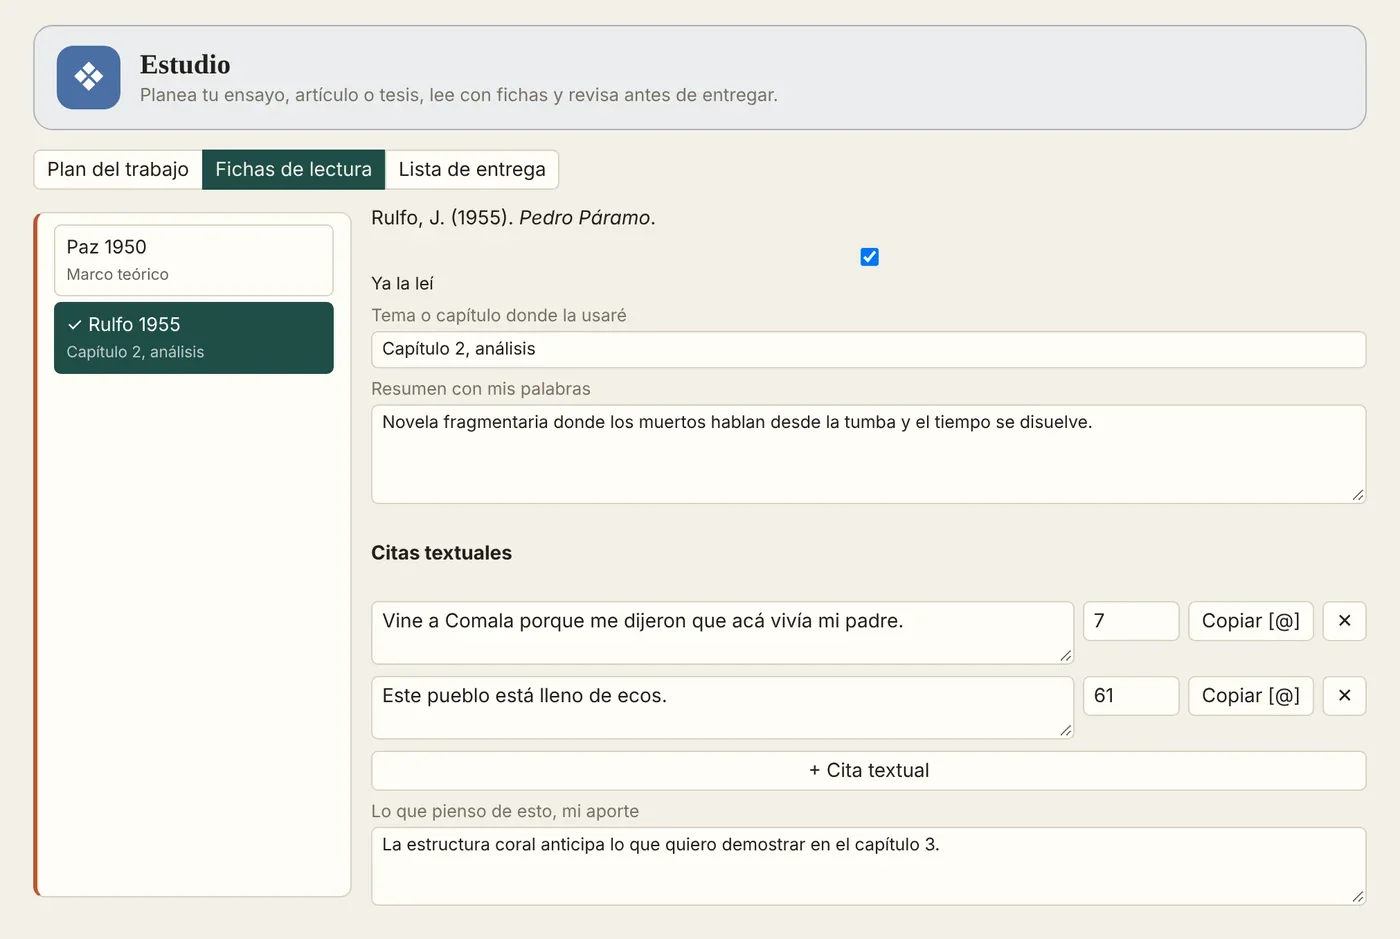 Estudio
Planea tu ensayo, artículo o tesis, lee con fichas y revisa antes de entregar.
Plan del trabajo
Fichas de lectura
Lista de entrega
Paz 1950
Marco teórico
✓ Rulfo 1955
Capítulo 2, análisis
Rulfo, J. (1955). Pedro Páramo.
Ya la leí
Tema o capítulo donde la usaré
Capítulo 2, análisis
Resumen con mis palabras
Novela fragmentaria donde los muertos hablan desde la tumba y el tiempo se disuelve.
Citas textuales
Vine a Comala porque me dijeron que acá vivía mi padre.
7
Copiar [@]
✕
Este pueblo está lleno de ecos.
61
Copiar [@]
✕
+ Cita textual
Lo que pienso de esto, mi aporte
La estructura coral anticipa lo que quiero demostrar en el capítulo 3.